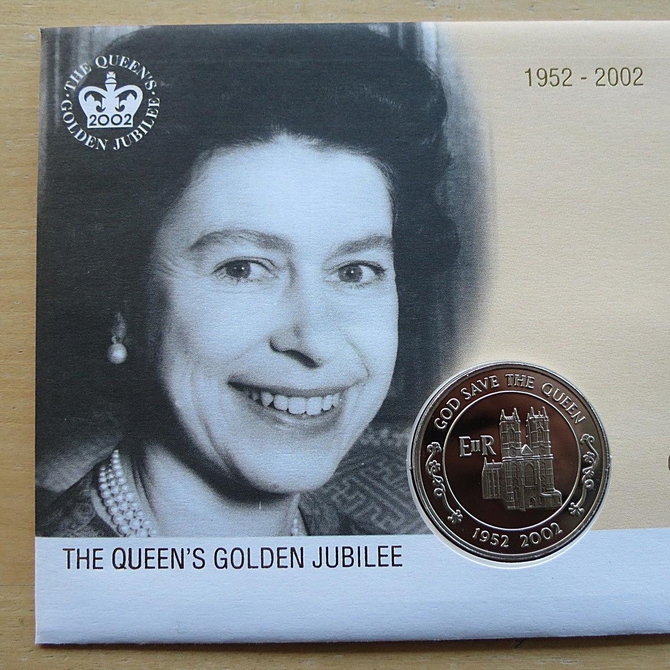 THE QUEEN'S
2002
GOLDEN JUBILEE
1952 - 2002
GOD SAVE THE QUEEN
EIIR
1952 2002
THE QUEEN'S GOLDEN JUBILEE